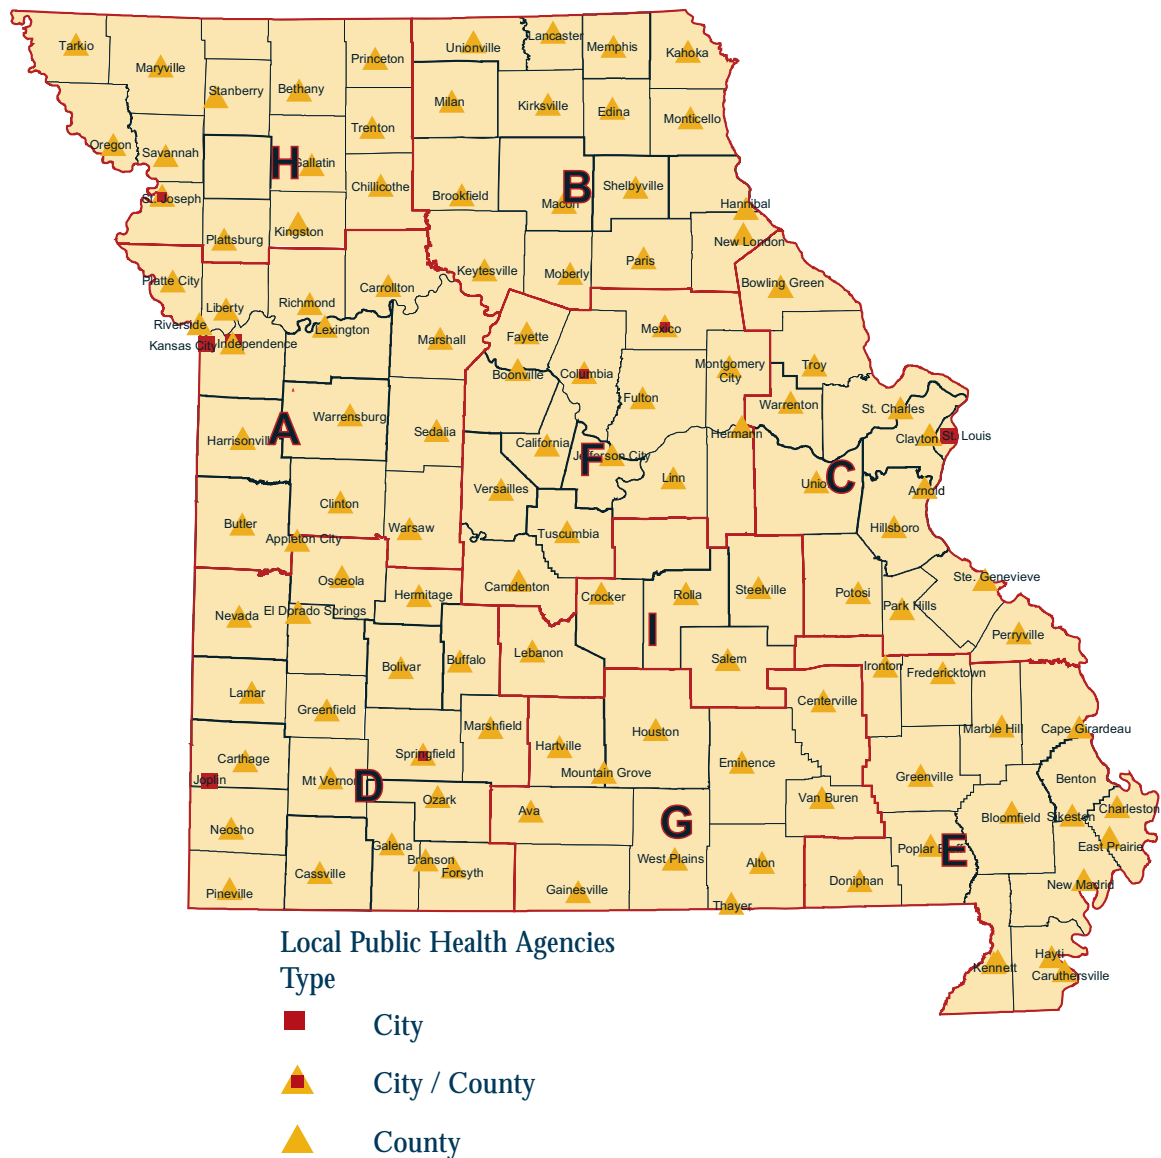 Lancaster
Tarkio
Unionville
Memphis
Kahoka
Princeton
Maryville
Stanberry
Bethany
Milan
Kirksville
Edina
Monticello
Trenton
Oregon
Savannah
H
Gallatin
Chillicothe
B
Shelbyville
St. Joseph
Brookfield
Macon
Hannibal
Kingston
Plattsburg
New London
Paris
Keytesville
Moberly
Platte City
Carrollton
Bowling Green
Richmond
Liberty
Riverside
Lexington
Mexico
Kansas City
Independence
Marshall
Fayette
Montgomery
City
Troy
Boonville
Columbia
Fulton
Warrenton
St. Charles
Warrensburg
A
Harrisonville
Sedalia
Hermann
Clayton
St. Louis
California
F
Jefferson City
Linn
C
Union
Versailles
Arnold
Clinton
Butler
Warsaw
Hillsboro
Appleton City
Tuscumbia
Osceola
Ste. Genevieve
Camdenton
Hermitage
Crocker
Rolla
Steelville
Potosi
Park Hills
Nevada
El Dorado Springs
I
Perryville
Lebanon
Bolivar
Buffalo
Salem
Ironton
Fredericktown
Lamar
Greenfield
Centerville
Marshfield
Houston
Marble Hill
Cape Girardeau
Hartville
Carthage
Springfield
Eminence
Mountain Grove
Joplin
Mt Vernon
D
Greenville
Benton
Ozark
Van Buren
Ava
G
Bloomfield
Sikeston
Charleston
Neosho
Galena
East Prairie
Poplar Bluff
E
Branson
Forsyth
West Plains
Alton
Cassville
Doniphan
New Madrid
Pineville
Gainesville
Thayer
Hayti
Kennett
Caruthersville
Local Public Health Agencies
Type
City
City / County
County